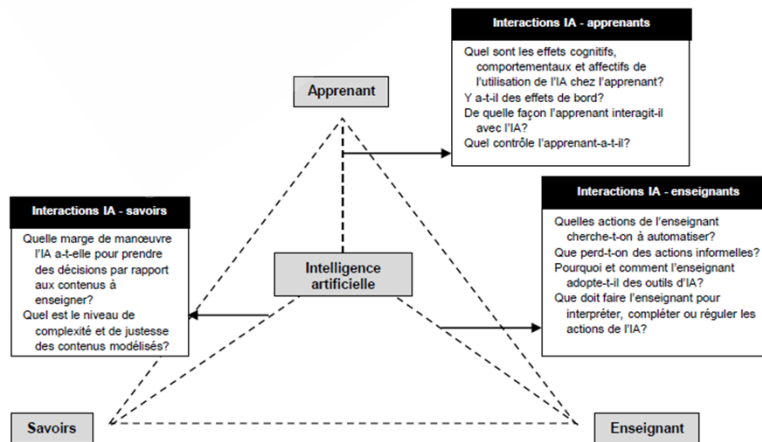 Interactions IA - apprenants
Quel sont les effets cognitifs,
comportementaux et affectifs de
l'utilisation de l'IA chez l'apprenant?
Y a-t-il des effets de bord?
De quelle façon l'apprenant interagit-il
avec l'IA?
Quel contrôle l'apprenant-a-t-il?
Apprenant
Interactions IA - savoirs
Quelle marge de manœuvre
l'IA a-t-elle pour prendre
des décisions par rapport
aux contenus à
enseigner?
Quel est le niveau de
complexité et de justesse
des contenus modélisés?
Interactions IA - enseignants
Quelles actions de l'enseignant
cherche-t-on à automatiser?
Que perd-t-on des actions informelles?
Pourquoi et comment l'enseignant
adopte-t-il des outils d'IA?
Que doit faire l'enseignant pour
interpréter, compléter ou réguler les
actions de l'IA?
Intelligence
artificielle
Savoirs
Enseignant